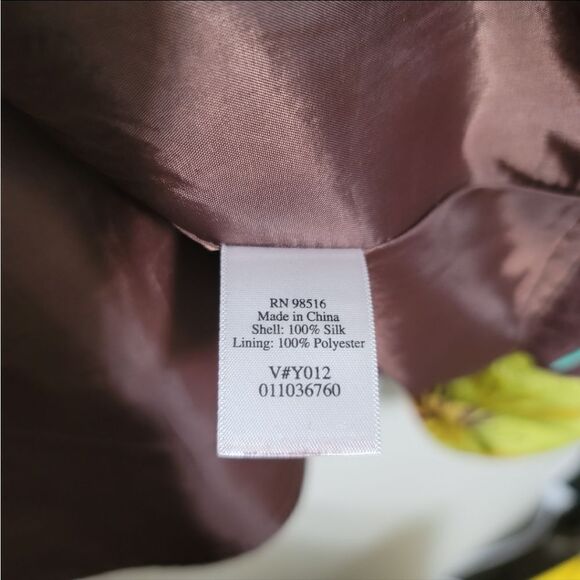 RN 98516
Made in China
Shell: 100% Silk
Lining: 100% Polyester
V#Y012
011036760